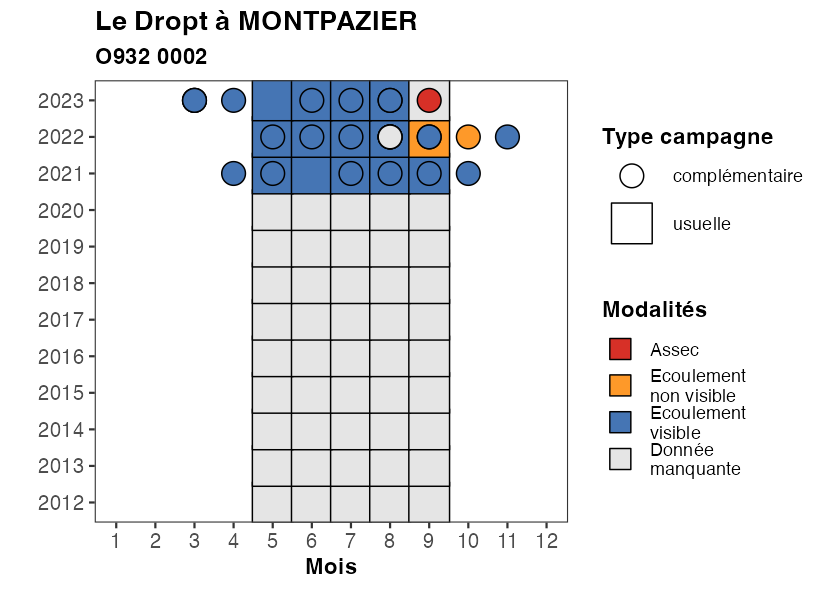 Le Dropt à MONTPAZIER
O932 0002
2023
2022
2021
2020
2019
2018
2017
2016
2015
2014
2013
2012
1 2 3 4 5 6 7 8 9 10 11 12
Mois
Type campagne
complémentaire
usuelle
Modalités
Assec
Ecoulement
non visible
Ecoulement
visible
Donnée
manquante